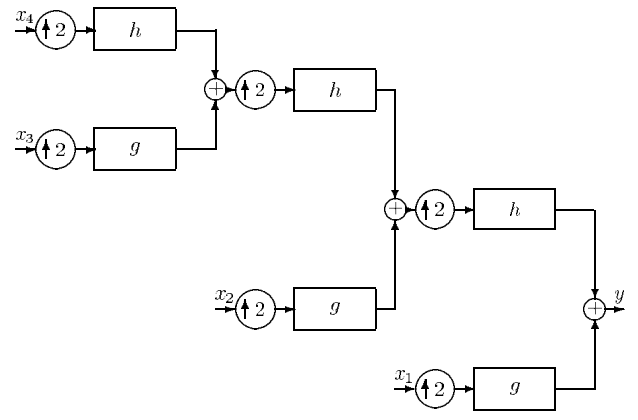 x₄ ↑ 2 h
↑ 2 h
x₃ ↑ 2 g
+
+
↑ 2 h
x₂ ↑ 2 g
+ y
x₁ ↑ 2 g